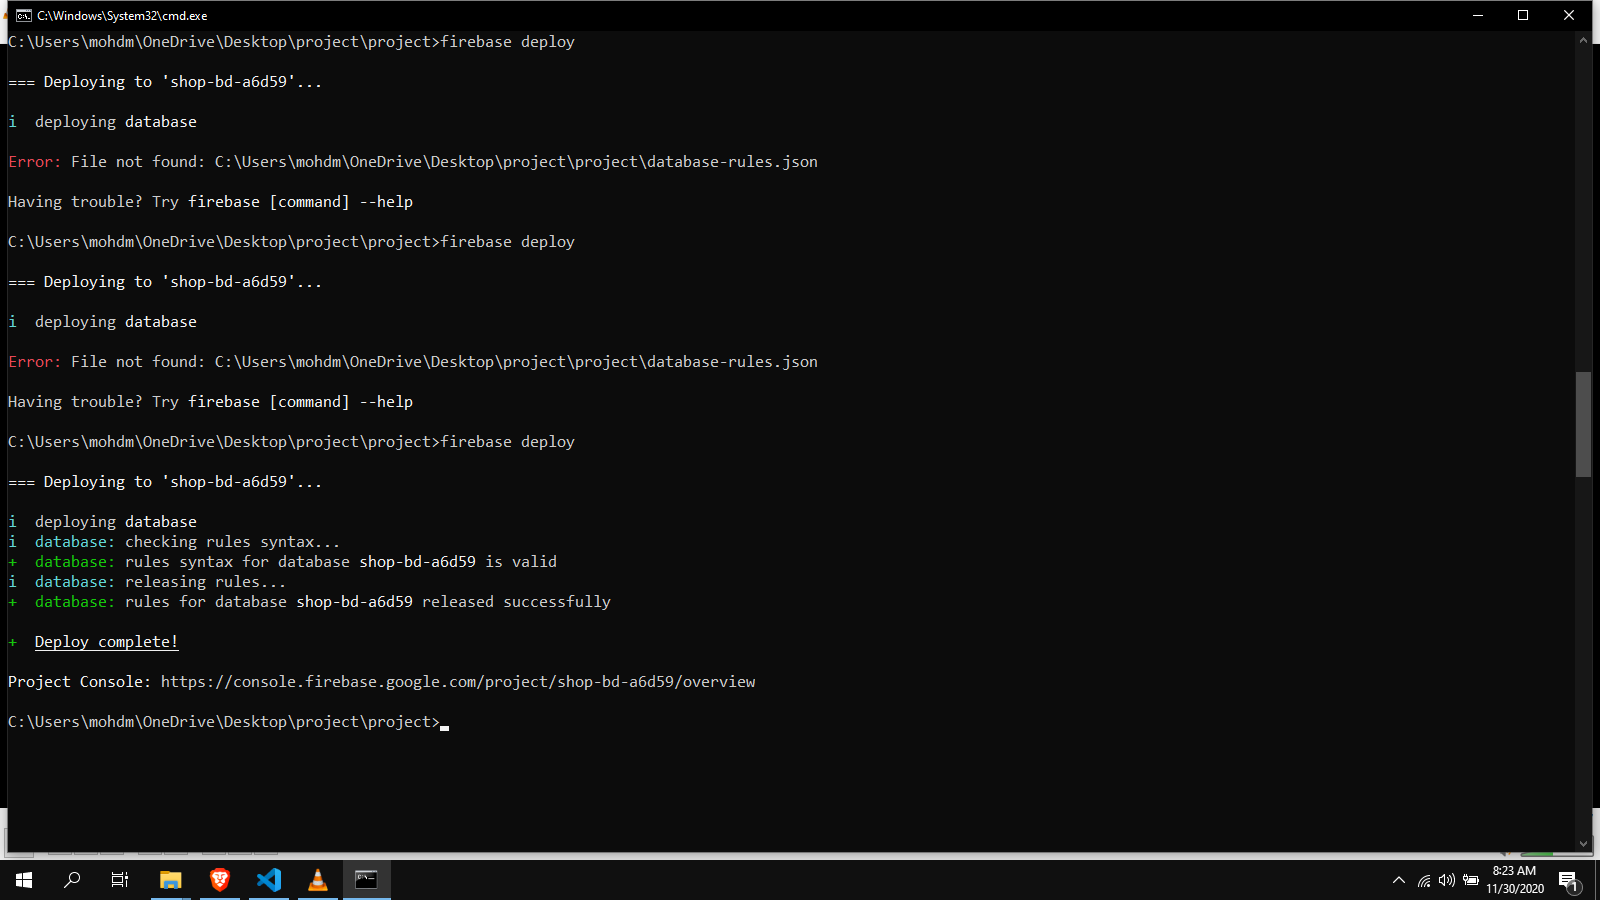 C:\Windows\System32\cmd.exe
C:\Users\mohdm\OneDrive\Desktop\project\project>firebase deploy
=== Deploying to 'shop-bd-a6d59'...
i  deploying database
Error: File not found: C:\Users\mohdm\OneDrive\Desktop\project\project\database-rules.json
Having trouble? Try firebase [command] --help
C:\Users\mohdm\OneDrive\Desktop\project\project>firebase deploy
=== Deploying to 'shop-bd-a6d59'...
i  deploying database
Error: File not found: C:\Users\mohdm\OneDrive\Desktop\project\project\database-rules.json
Having trouble? Try firebase [command] --help
C:\Users\mohdm\OneDrive\Desktop\project\project>firebase deploy
=== Deploying to 'shop-bd-a6d59'...
i  deploying database
i  database: checking rules syntax...
+  database: rules syntax for database shop-bd-a6d59 is valid
i  database: releasing rules...
+  database: rules for database shop-bd-a6d59 released successfully
+  Deploy complete!
Project Console: https://console.firebase.google.com/project/shop-bd-a6d59/overview
C:\Users\mohdm\OneDrive\Desktop\project\project>
8:23 AM
11/30/2020
1